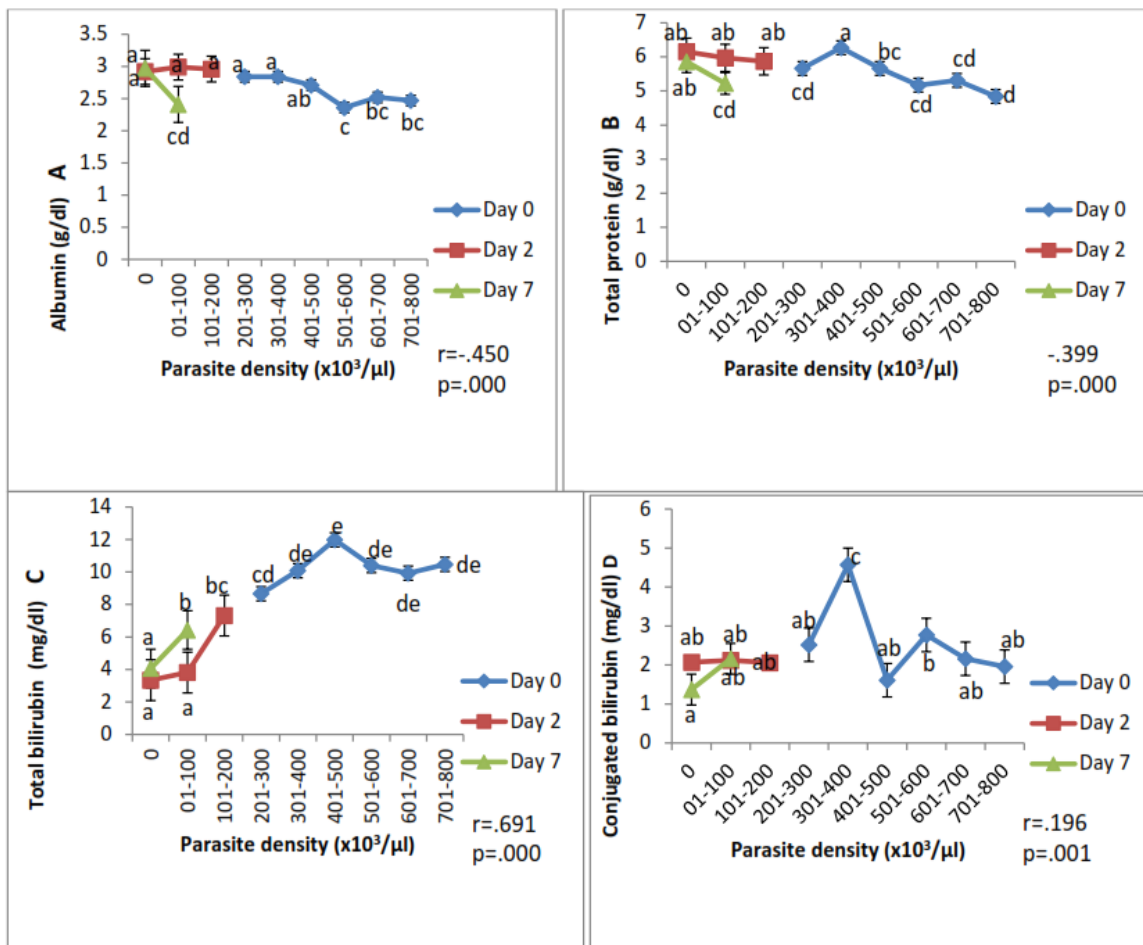 3.5
3
2.5
2
1.5
1
0.5
0
Albumin (g/dl) A
a
a
a
a
a
a
ab
c
bc
bc
cd
0
01-100
101-200
201-300
301-400
401-500
501-600
601-700
701-800
Parasite density (x10³/µl)
Day 0
Day 2
Day 7
r=-.450
p=.000
7
6
5
4
3
2
1
0
Total protein (g/dl) B
ab
ab
ab
a
bc
cd
cd
cd
d
ab
cd
0
01-100
101-200
201-300
301-400
401-500
501-600
601-700
701-800
Parasite density (x10³/µl)
Day 0
Day 2
Day 7
-.399
p=.000
14
12
10
8
6
4
2
0
Total bilirubin (mg/dl) C
a
b
bc
cd
de
e
de
de
de
a
a
0
01-100
101-200
201-300
301-400
401-500
501-600
601-700
701-800
Parasite density (x10³/µl)
Day 0
Day 2
Day 7
r=.691
p=.000
6
5
4
3
2
1
0
Conjugated bilirubin (mg/dl) D
ab
ab
ab
ab
ab
c
ab
b
ab
ab
a
0
01-100
101-200
201-300
301-400
401-500
501-600
601-700
701-800
Parasite density (x10³/µl)
Day 0
Day 2
Day 7
r=.196
p=.001